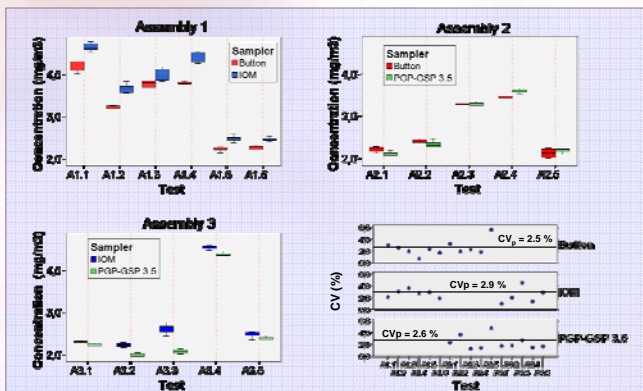 Assembly 1
Concentration (mg/m3)
4,0
3,0
2,0
Sampler
Button
IOM
A1.1 A1.2 A1.3 A1.4 A1.5 A1.6
Test
Assembly 2
Concentration (mg/m3)
4,0
3,0
2,0
Sampler
Button
PGP-GSP 3.5
A2.1 A2.2 A2.3 A2.4 A2.5
Test
Assembly 3
Concentration (mg/m3)
4,0
3,0
2,0
Sampler
IOM
PGP-GSP 3.5
A3.1 A3.2 A3.3 A3.4 A3.5
Test
CV (%)
CVp = 2.5 %
Button
CVp = 2.9 %
IOM
CVp = 2.6 %
PGP-GSP 3.5
Test